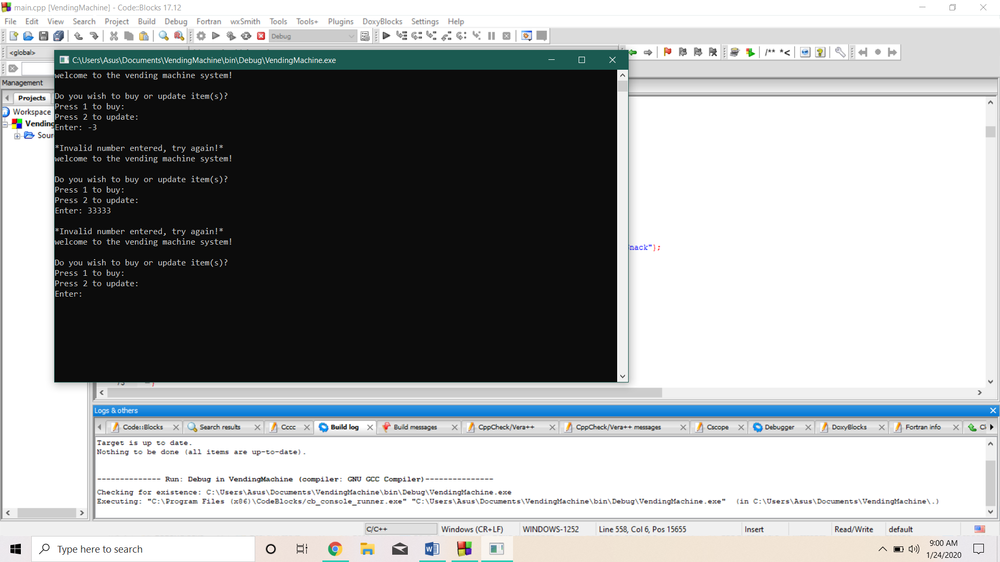 main.cpp [VendingMachine] - Code::Blocks 17.12
File Edit View Search Project Build Debug Fortran wxSmith Tools Tools+ Plugins DoxyBlocks Settings Help
Debug
<global>
/** *<
C:\Users\Asus\Documents\VendingMachine\bin\Debug\VendingMachine.exe
welcome to the vending machine system!
Do you wish to buy or update item(s)?
Press 1 to buy:
Press 2 to update:
Enter: -3
*Invalid number entered, try again!*
welcome to the vending machine system!
Do you wish to buy or update item(s)?
Press 1 to buy:
Press 2 to update:
Enter: 33333
*Invalid number entered, try again!*
welcome to the vending machine system!
Do you wish to buy or update item(s)?
Press 1 to buy:
Press 2 to update:
Enter:
Management
Projects
Workspace
Vending
Sour
nack"};
}
Logs & others
Code::Blocks Search results Cccc Build log Build messages CppCheck/Vera++ CppCheck/Vera++ messages Cscope Debugger DoxyBlocks Fortran info
Target is up to date.
Nothing to be done (all items are up-to-date).
-------------- Run: Debug in VendingMachine (compiler: GNU GCC Compiler)---------------
Checking for existence: C:\Users\Asus\Documents\VendingMachine\bin\Debug\VendingMachine.exe
Executing: "C:\Program Files (x86)\CodeBlocks/cb_console_runner.exe" "C:\Users\Asus\Documents\VendingMachine\bin\Debug\VendingMachine.exe"  (in C:\Users\Asus\Documents\VendingMachine\.)
C/C++ Windows (CR+LF) WINDOWS-1252 Line 558, Col 6, Pos 15655 Insert Read/Write default
Type here to search
9:00 AM
1/24/2020